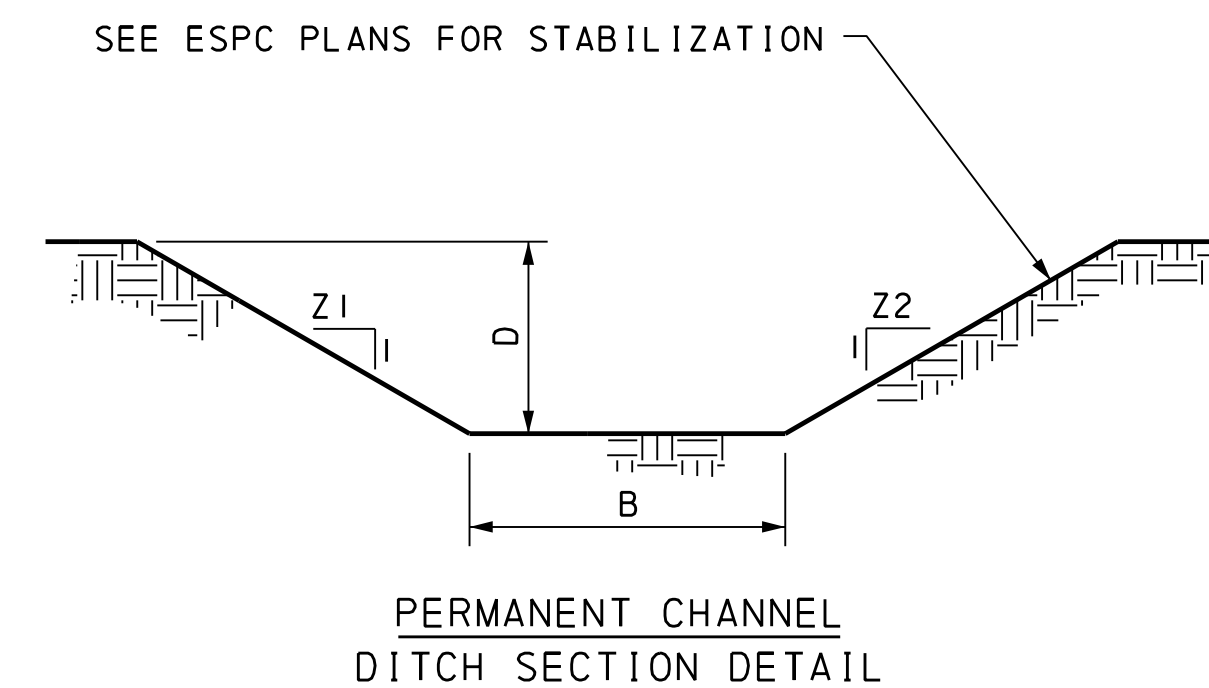 SEE ESPC PLANS FOR STABILIZATION
Z1
1
D
Z2
1
B
PERMANENT CHANNEL
DITCH SECTION DETAIL